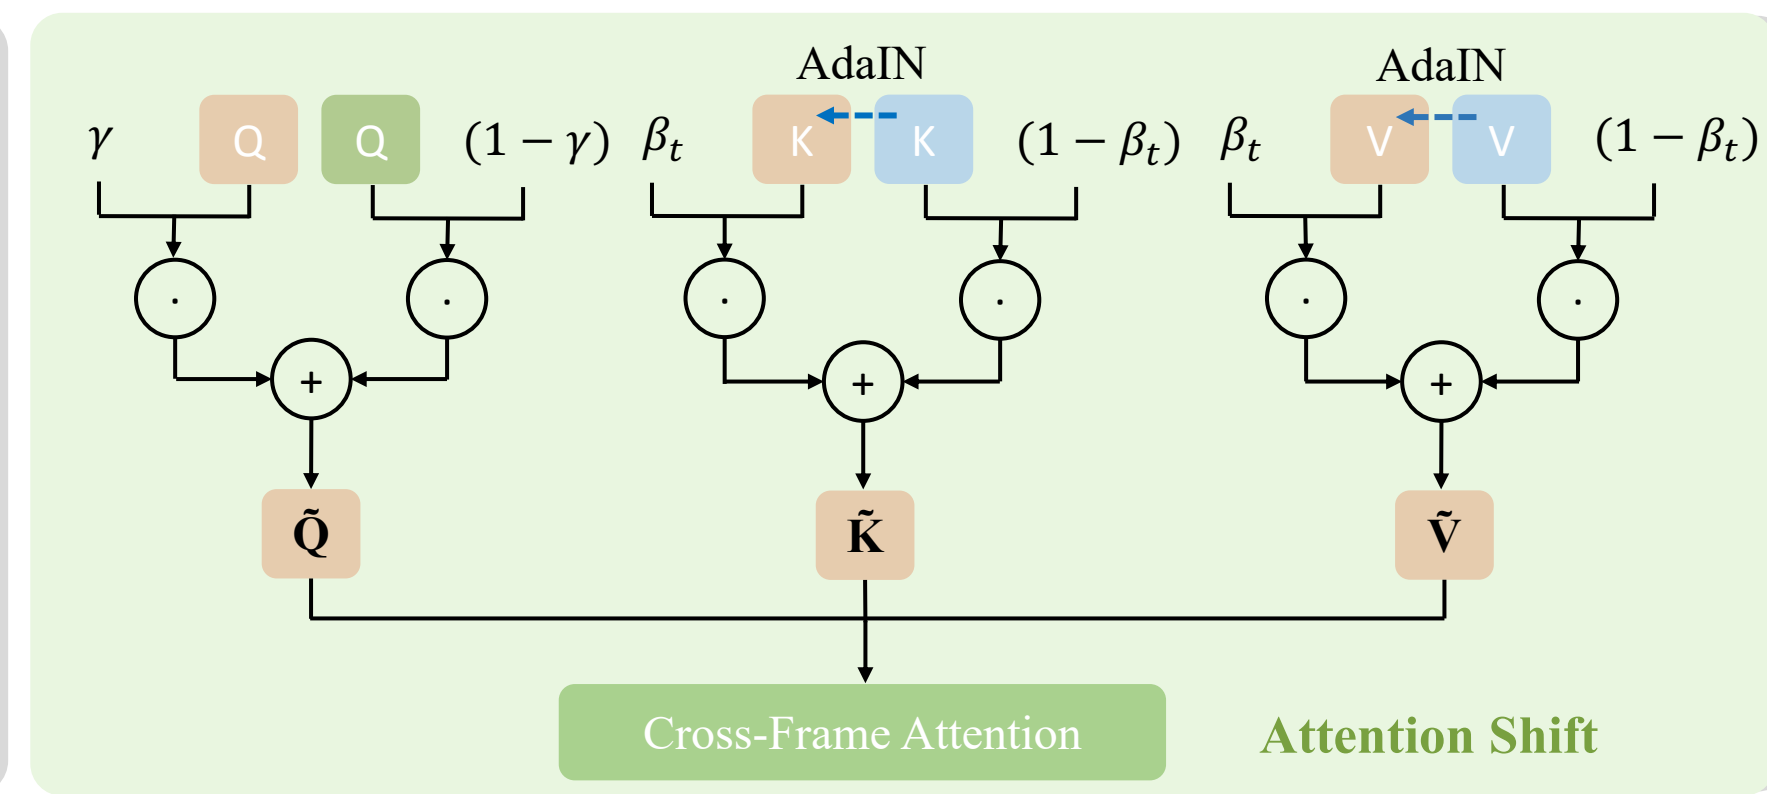 AdaIN AdaIN
γ Q Q (1 − γ) β_t K K (1 − β_t) β_t V V (1 − β_t)
· · · · · ·
+ + +
Q̃ K̃ Ṽ
Cross-Frame Attention Attention Shift